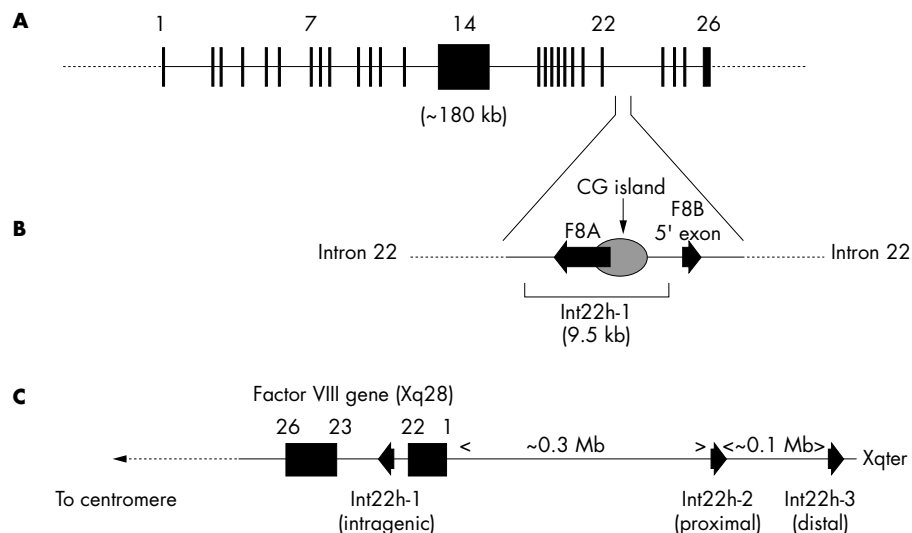 A
1 7 14 22 26
(~180 kb)
CG island
B
F8A
F8B
5' exon
Intron 22
Intron 22
Int22h-1
(9.5 kb)
C
Factor VIII gene (Xq28)
26 23 22 1
< ~0.3 Mb > <~0.1 Mb>
Xqter
To centromere
Int22h-1
(intragenic)
Int22h-2
(proximal)
Int22h-3
(distal)